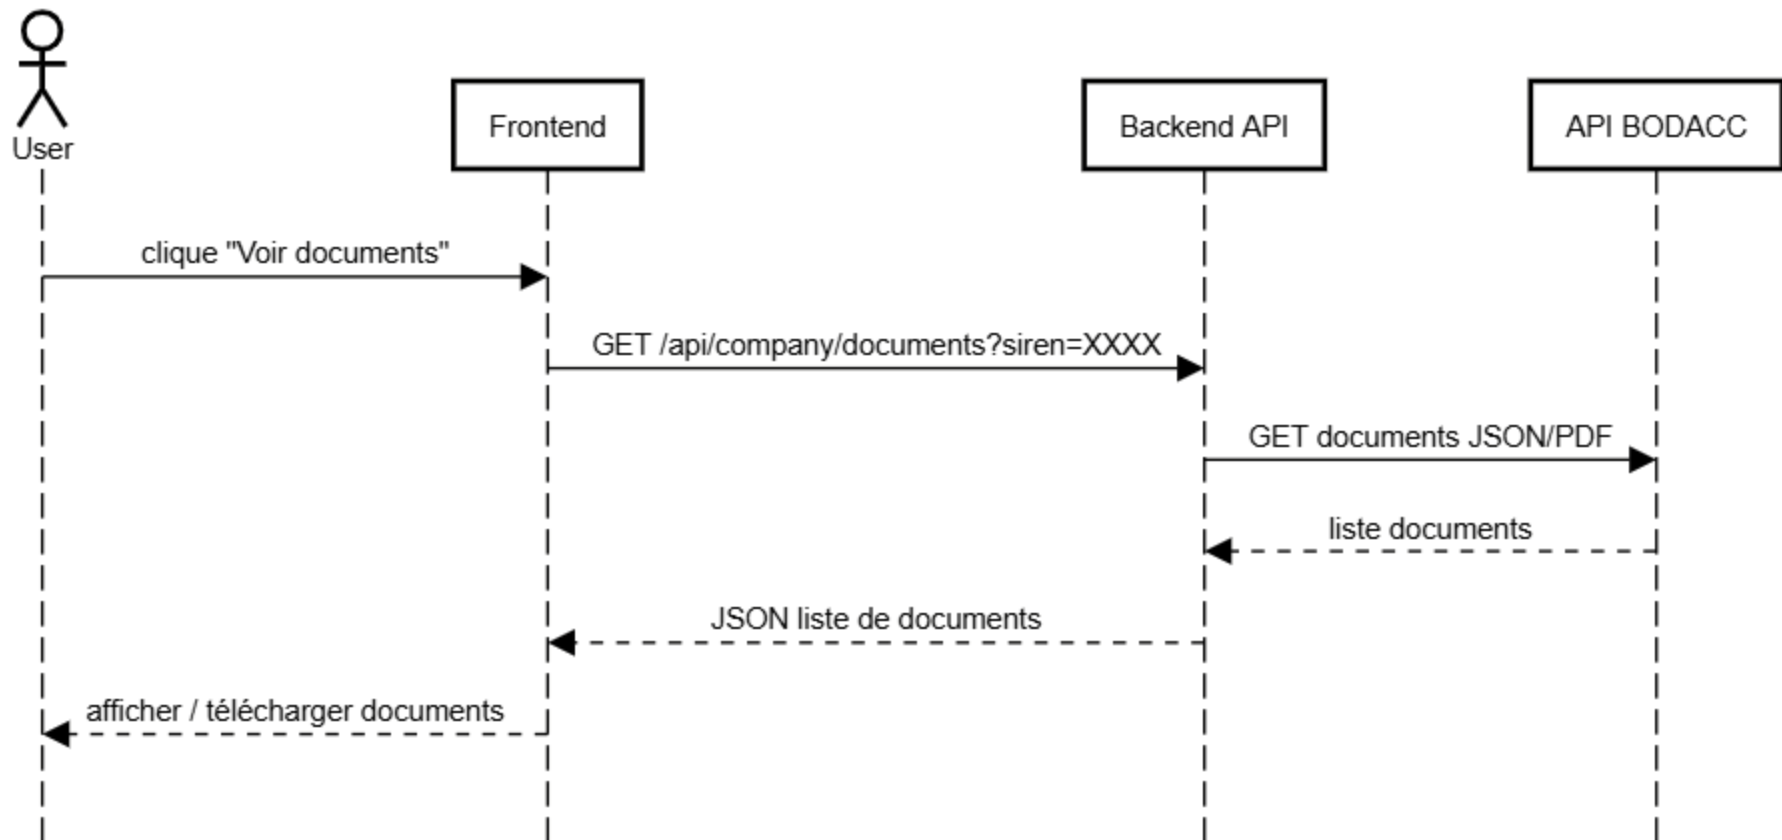 User
Frontend
Backend API
API BODACC
clique "Voir documents"
GET /api/company/documents?siren=XXXX
GET documents JSON/PDF
liste documents
JSON liste de documents
afficher / télécharger documents